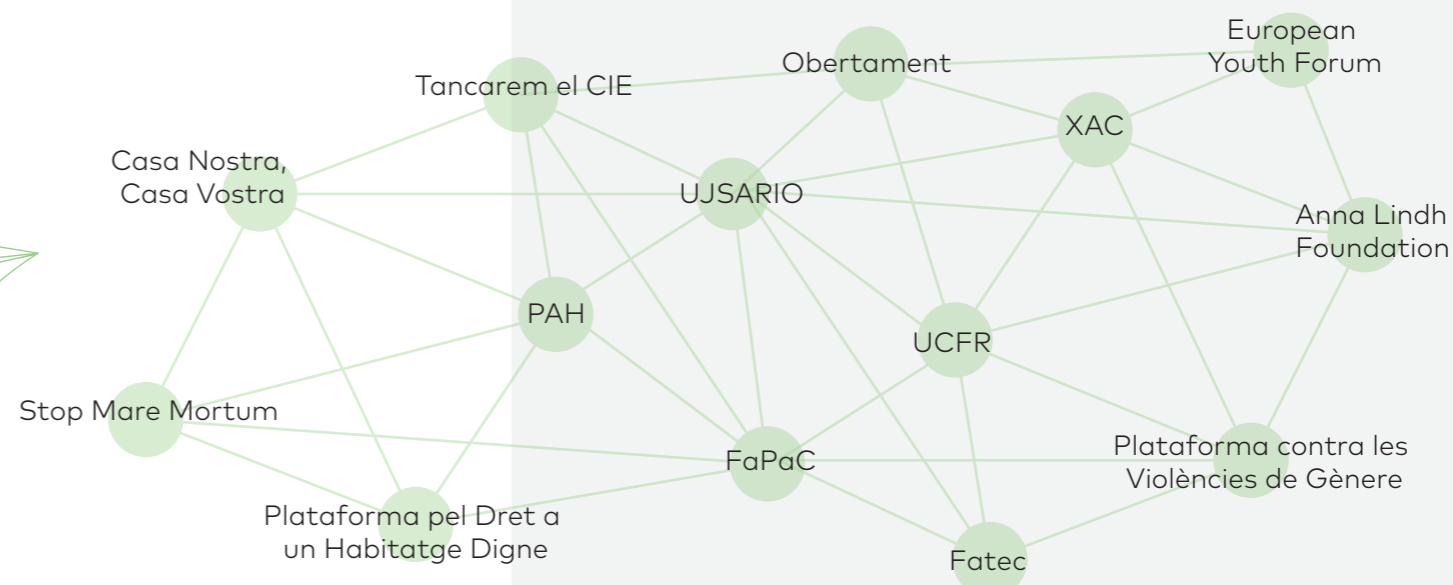 European
Youth Forum
Obertament
Tancarem el CIE
XAC
Casa Nostra,
Casa Vostra
UJSARIO
Anna Lindh
Foundation
PAH
UCFR
Stop Mare Mortum
Plataforma contra les
Violències de Gènere
FaPaC
Plataforma pel Dret a
un Habitatge Digne
Fatec